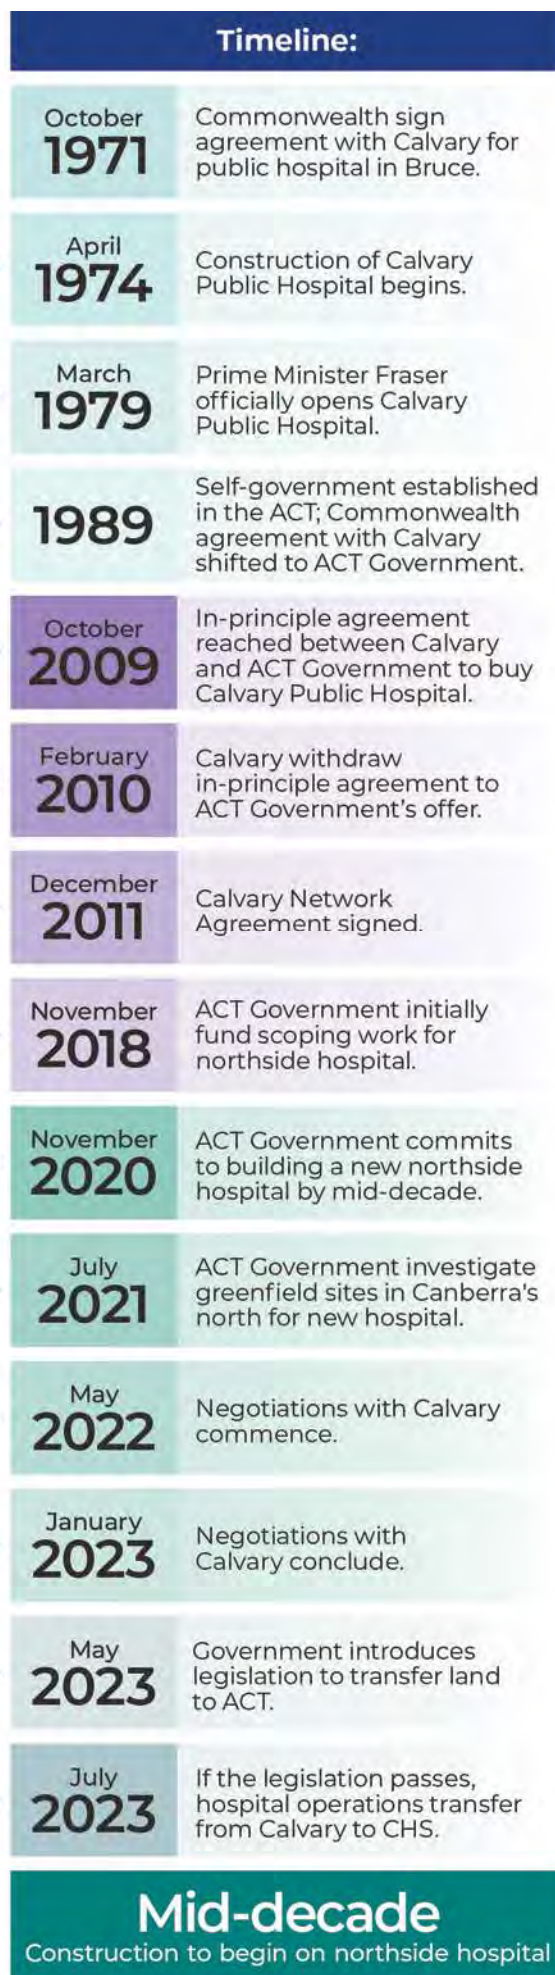 Timeline:
October
1971
Commonwealth sign
agreement with Calvary for
public hospital in Bruce.
April
1974
Construction of Calvary
Public Hospital begins.
March
1979
Prime Minister Fraser
officially opens Calvary
Public Hospital.
1989
Self-government established
in the ACT; Commonwealth
agreement with Calvary
shifted to ACT Government.
October
2009
In-principle agreement
reached between Calvary
and ACT Government to buy
Calvary Public Hospital.
February
2010
Calvary withdraw
in-principle agreement to
ACT Government's offer.
December
2011
Calvary Network
Agreement signed.
November
2018
ACT Government initially
fund scoping work for
northside hospital.
November
2020
ACT Government commits
to building a new northside
hospital by mid-decade.
July
2021
ACT Government investigate
greenfield sites in Canberra's
north for new hospital.
May
2022
Negotiations with Calvary
commence.
January
2023
Negotiations with
Calvary conclude.
May
2023
Government introduces
legislation to transfer land
to ACT.
July
2023
If the legislation passes,
hospital operations transfer
from Calvary to CHS.
Mid-decade
Construction to begin on northside hospital